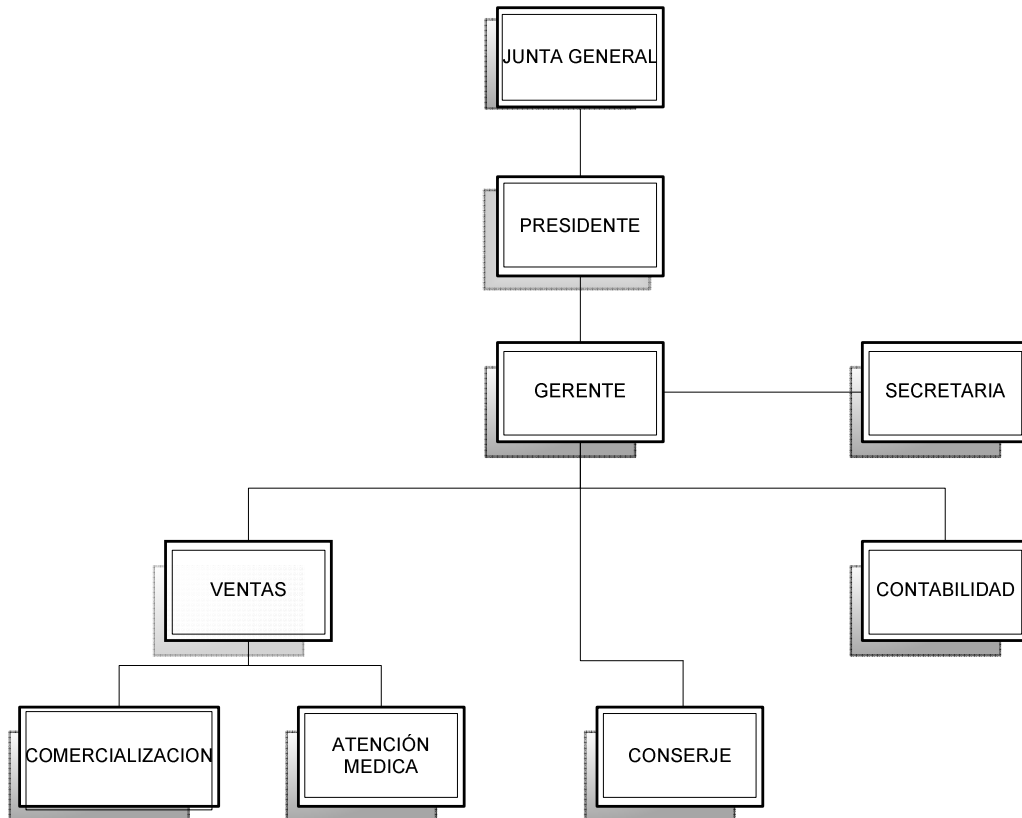 JUNTA GENERAL
PRESIDENTE
GERENTE
SECRETARIA
VENTAS
CONTABILIDAD
COMERCIALIZACION
ATENCIÓN
MEDICA
CONSERJE